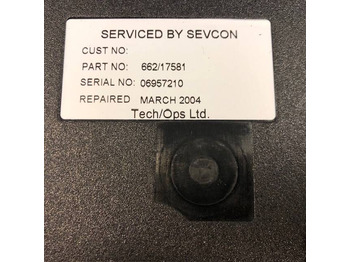 SERVICED BY SEVCON
CUST NO:
PART NO: 662/17581
SERIAL NO: 06957210
REPAIRED MARCH 2004
Tech/Ops Ltd.